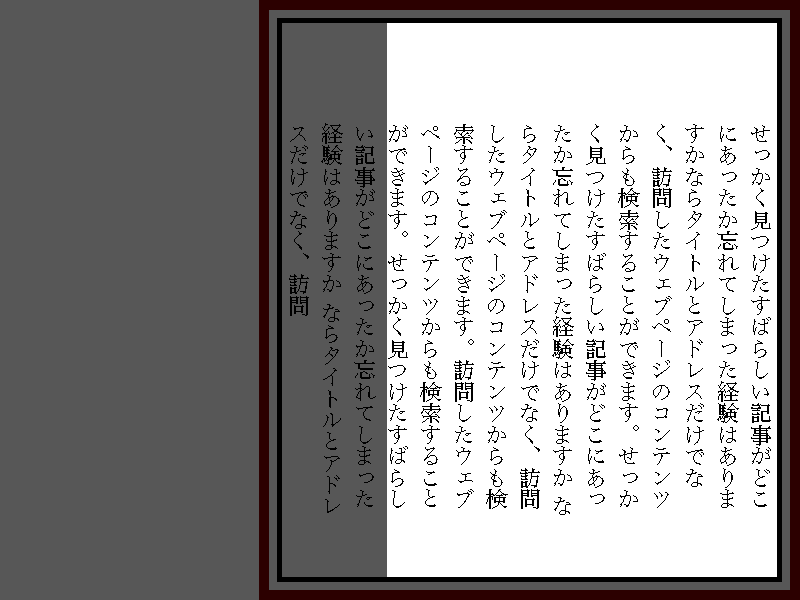 せっかく見つけたすばらしい記事がどこ
にあったか忘れてしまった経験はありま
すかならタイトルとアドレスだけでな
く、訪問したウェブページのコンテンツ
からも検索することができます。せっか
く見つけたすばらしい記事がどこにあっ
たか忘れてしまった経験はありますか な
らタイトルとアドレスだけでなく、訪問
したウェブページのコンテンツからも検
索することができます。訪問したウェブ
ページのコンテンツからも検索すること
ができます。せっかく見つけたすばらし
い記事がどこにあったか忘れてしまった
経験はありますか ならタイトルとアドレ
スだけでなく、訪問